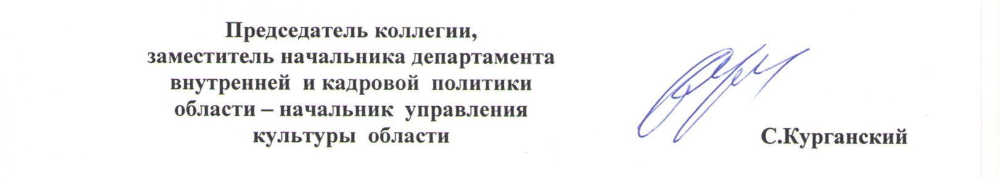 Председатель коллегии,
заместитель начальника департамента
внутренней и кадровой политики
области – начальник управления
культуры области
С.Курганский